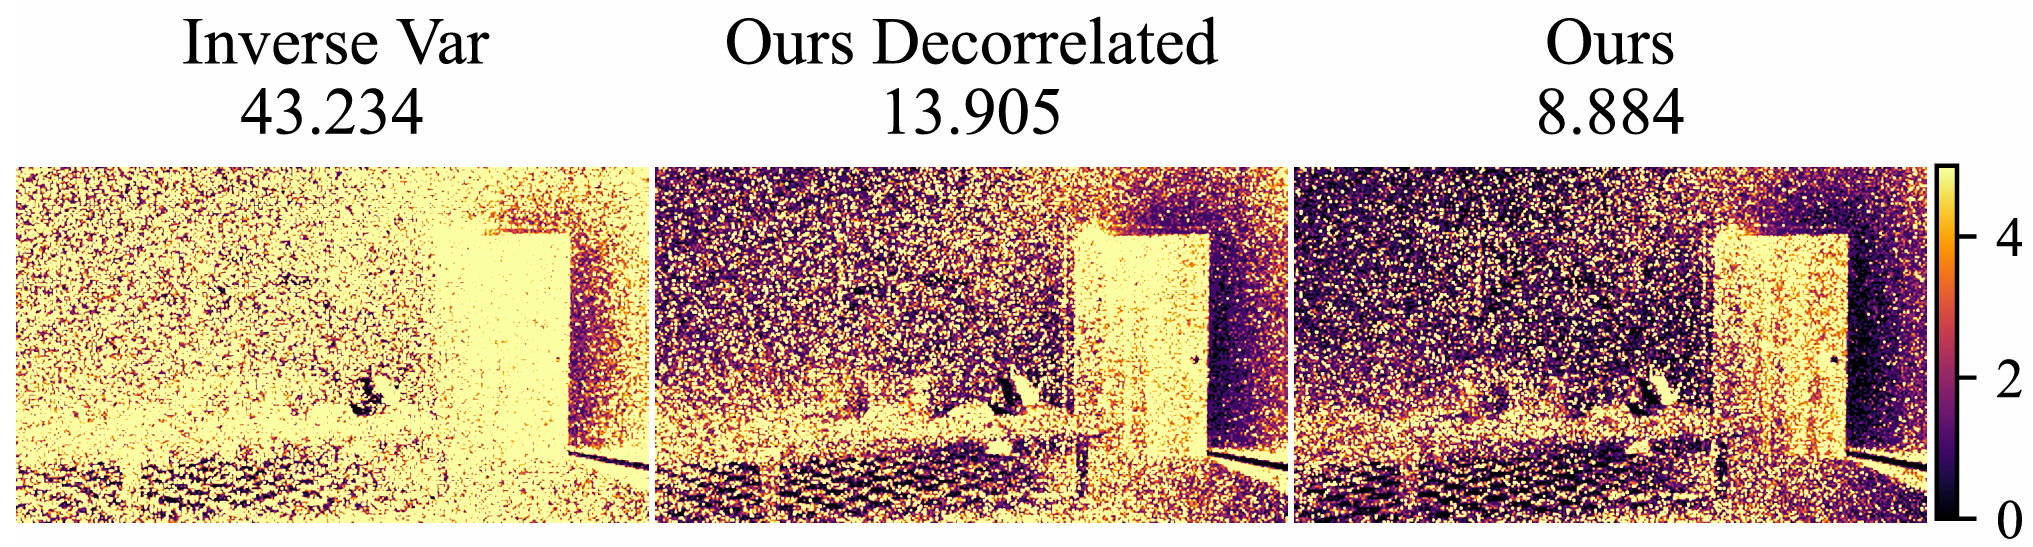 Inverse Var
43.234
Ours Decorrelated
13.905
Ours
8.884
4
2
0